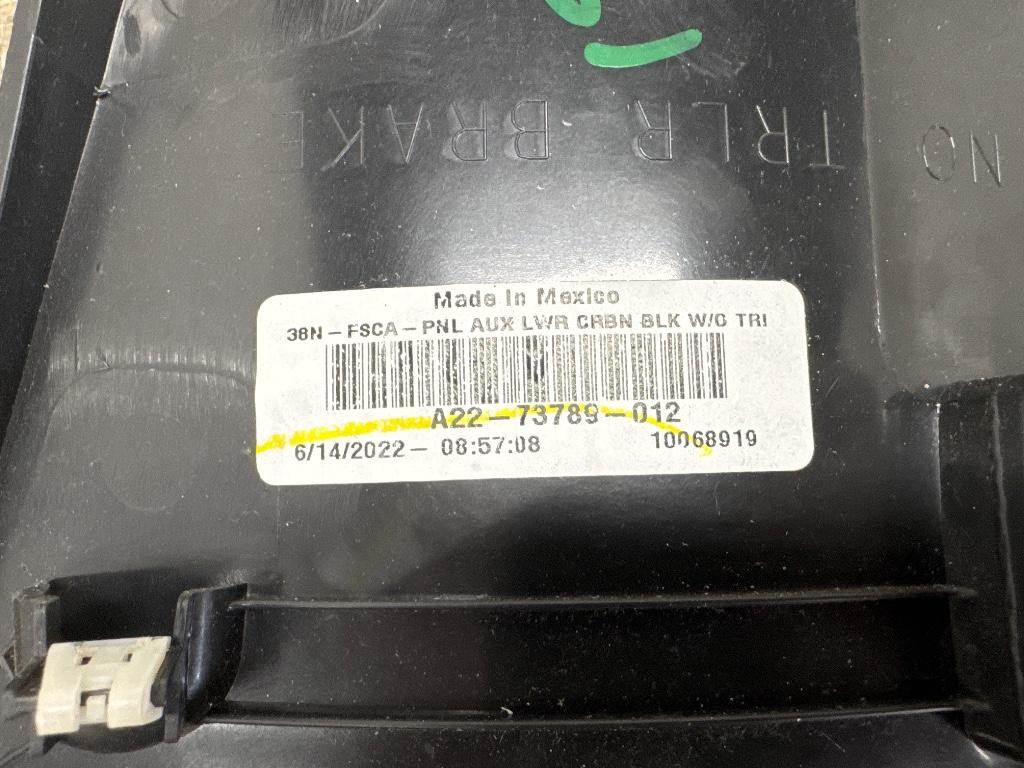 NO TRLR BRAKE
Made In Mexico
38N-FSCA-PNL AUX LWR CRBN BLK W/O TRI
A22-73789-012
6/14/2022-08:57:08 10068919